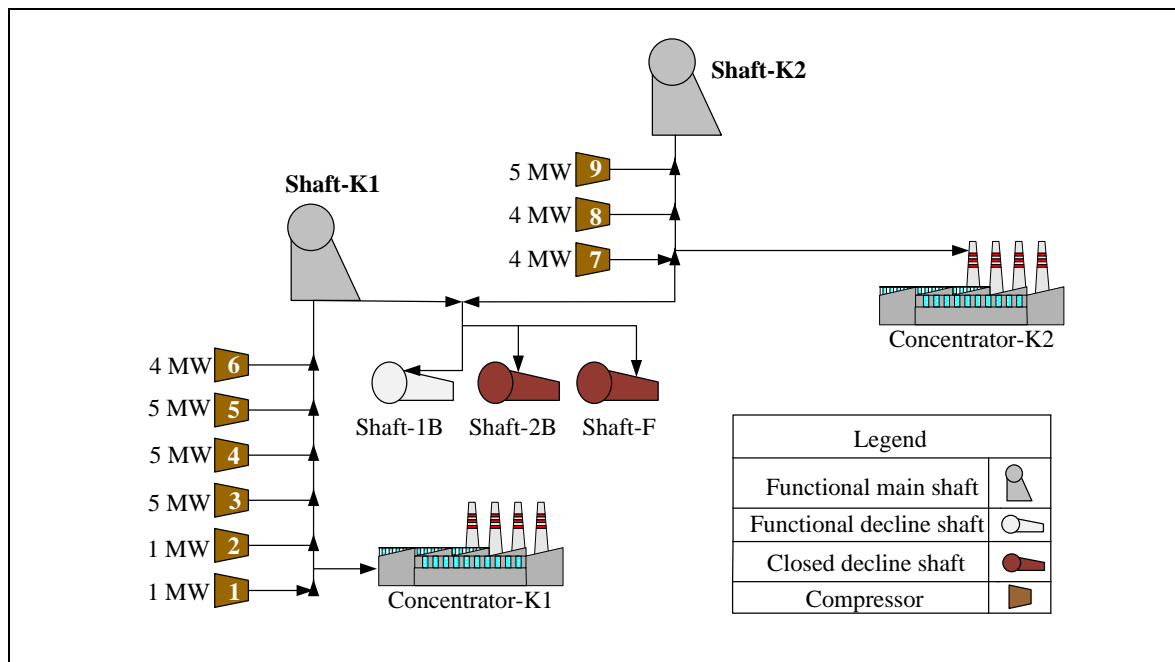 Shaft-K2
5 MW 9
Shaft-K1
4 MW 8
4 MW 7
Concentrator-K2
4 MW 6
5 MW 5
Shaft-1B Shaft-2B Shaft-F
5 MW 4
5 MW 3
1 MW 2
1 MW 1
Concentrator-K1
Legend
Functional main shaft
Functional decline shaft
Closed decline shaft
Compressor